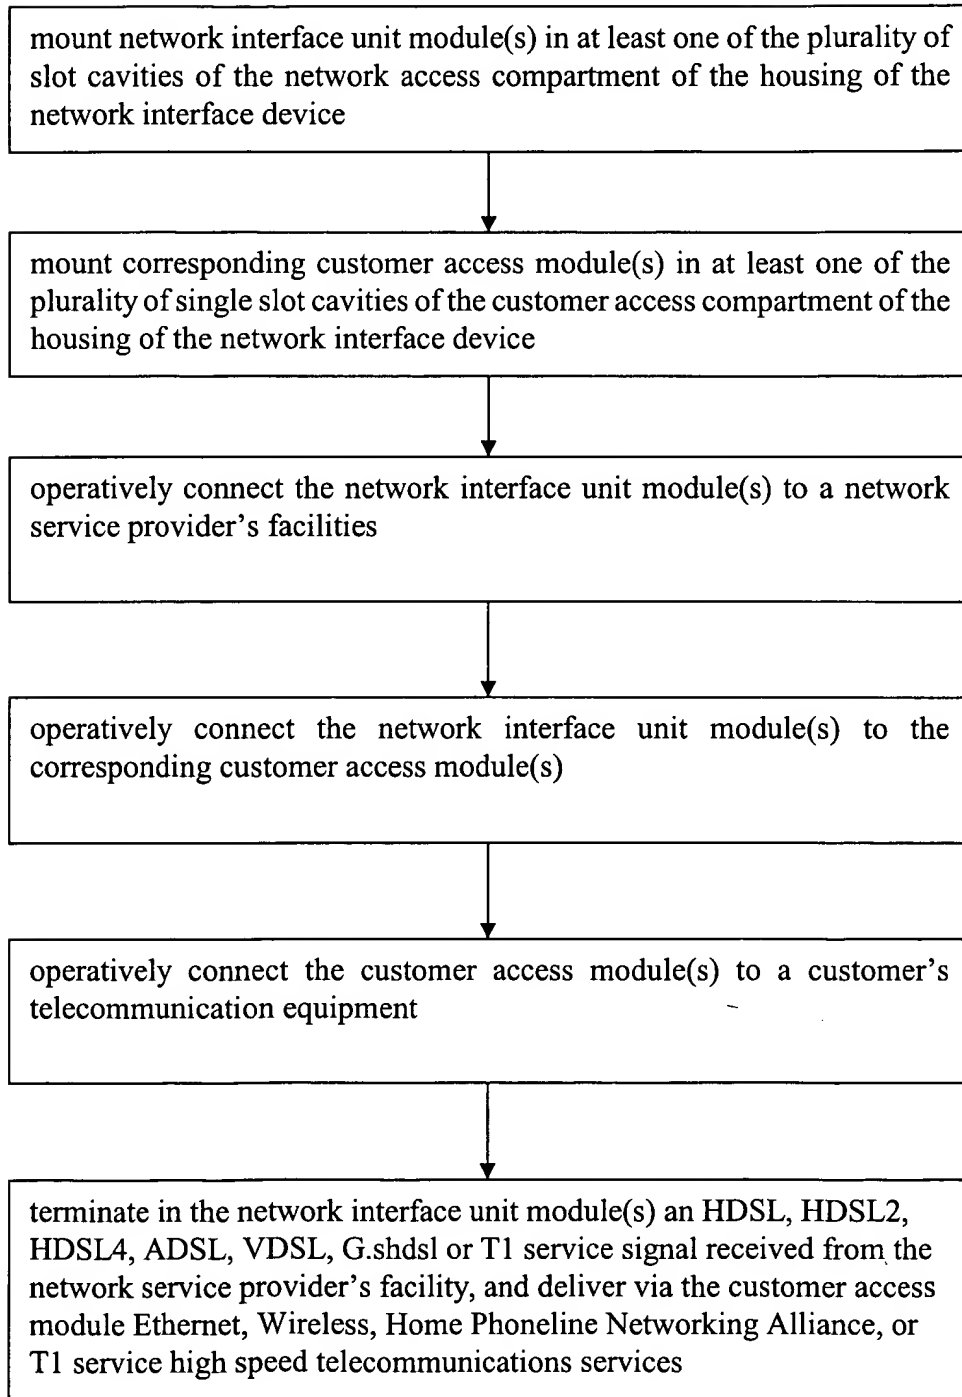 mount network interface unit module(s) in at least one of the plurality of
slot cavities of the network access compartment of the housing of the
network interface device
mount corresponding customer access module(s) in at least one of the
plurality of single slot cavities of the customer access compartment of the
housing of the network interface device
operatively connect the network interface unit module(s) to a network
service provider's facilities
operatively connect the network interface unit module(s) to the
corresponding customer access module(s)
operatively connect the customer access module(s) to a customer's
telecommunication equipment
terminate in the network interface unit module(s) an HDSL, HDSL2,
HDSL4, ADSL, VDSL, G.shdsl or T1 service signal received from the
network service provider's facility, and deliver via the customer access
module Ethernet, Wireless, Home Phoneline Networking Alliance, or
T1 service high speed telecommunications services